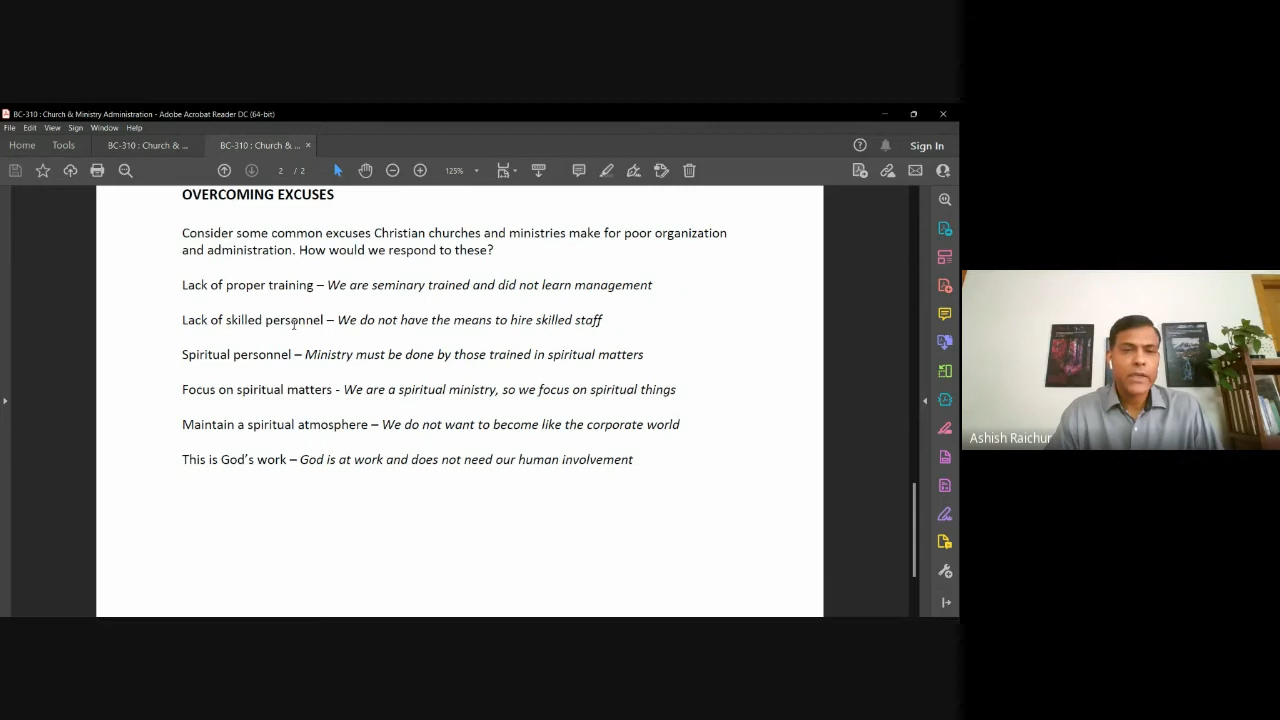 BC-310 : Church & Ministry Administration - Adobe Acrobat Reader DC (64-bit)
File Edit View Sign Window Help
Home Tools BC-310 : Church & ... BC-310 : Church & ... × Sign In
2 / 2 125%
OVERCOMING EXCUSES
Consider some common excuses Christian churches and ministries make for poor organization
and administration. How would we respond to these?
Lack of proper training – We are seminary trained and did not learn management
Lack of skilled personnel – We do not have the means to hire skilled staff
Spiritual personnel – Ministry must be done by those trained in spiritual matters
Focus on spiritual matters - We are a spiritual ministry, so we focus on spiritual things
Maintain a spiritual atmosphere – We do not want to become like the corporate world
This is God’s work – God is at work and does not need our human involvement
Ashish Raichur